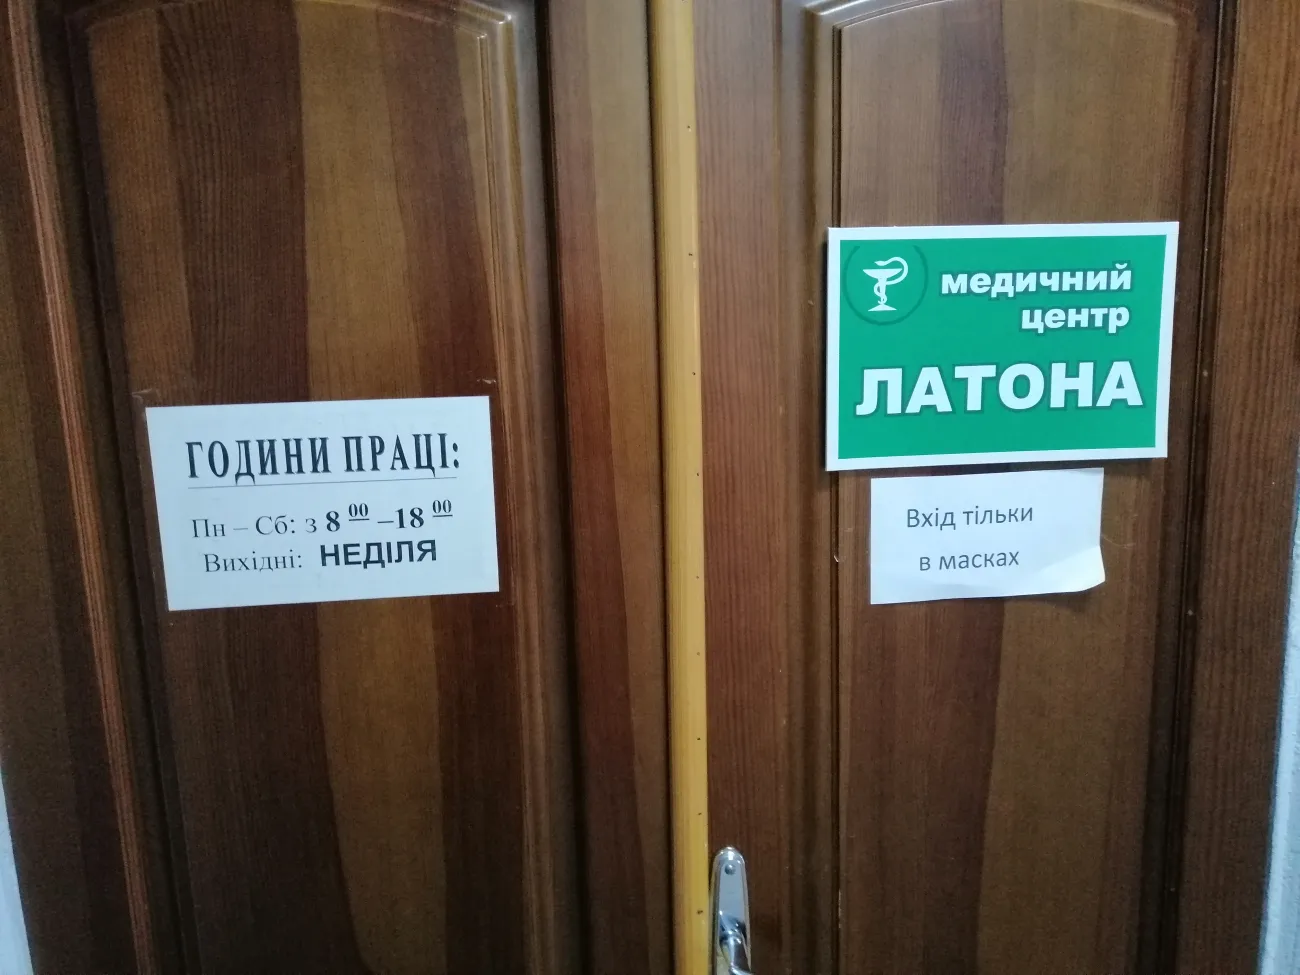 ГОДИНИ ПРАЦІ:
Пн – Сб: з 8 00 –18 00
Вихідні: НЕДІЛЯ
медичний
центр
ЛАТОНА
Вхід тільки
в масках